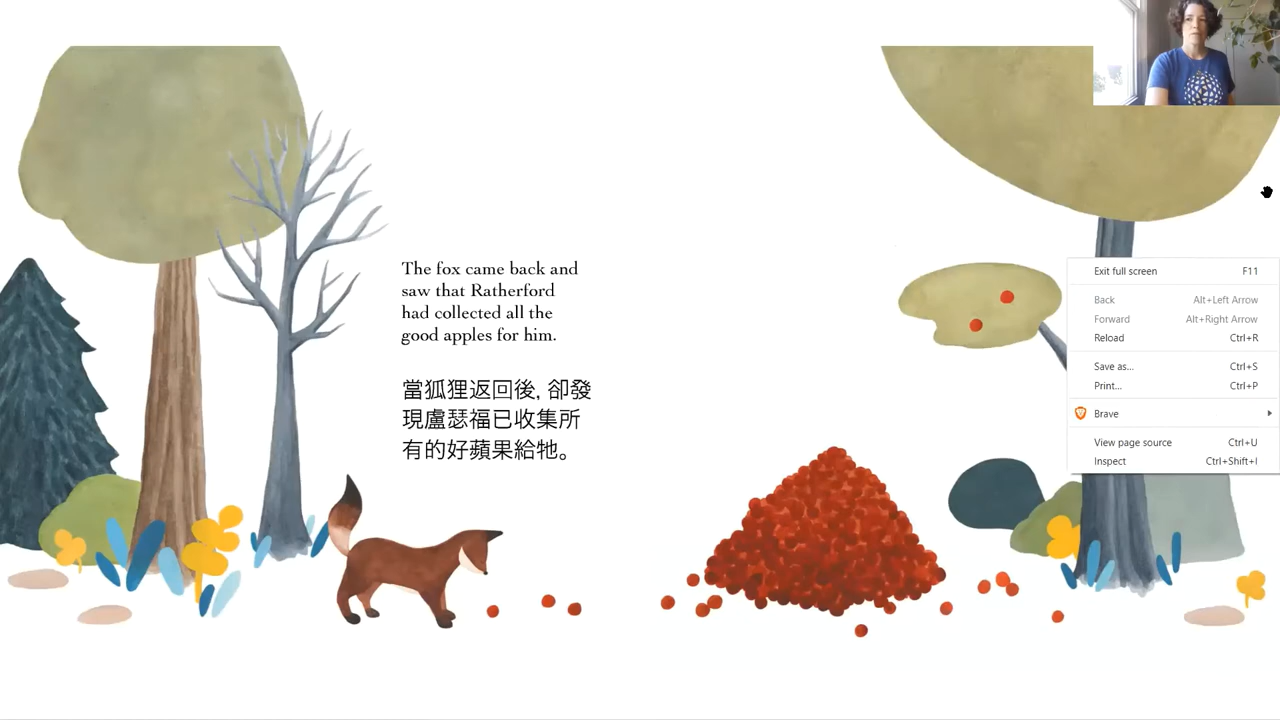 The fox came back and
saw that Ratherford
had collected all the
good apples for him.
當狐狸返回後, 卻發
現盧瑟福已收集所
有的好蘋果給牠。
Exit full screen F11
Back Alt+Left Arrow
Forward Alt+Right Arrow
Reload Ctrl+R
Save as... Ctrl+S
Print... Ctrl+P
Brave
View page source Ctrl+U
Inspect Ctrl+Shift+I